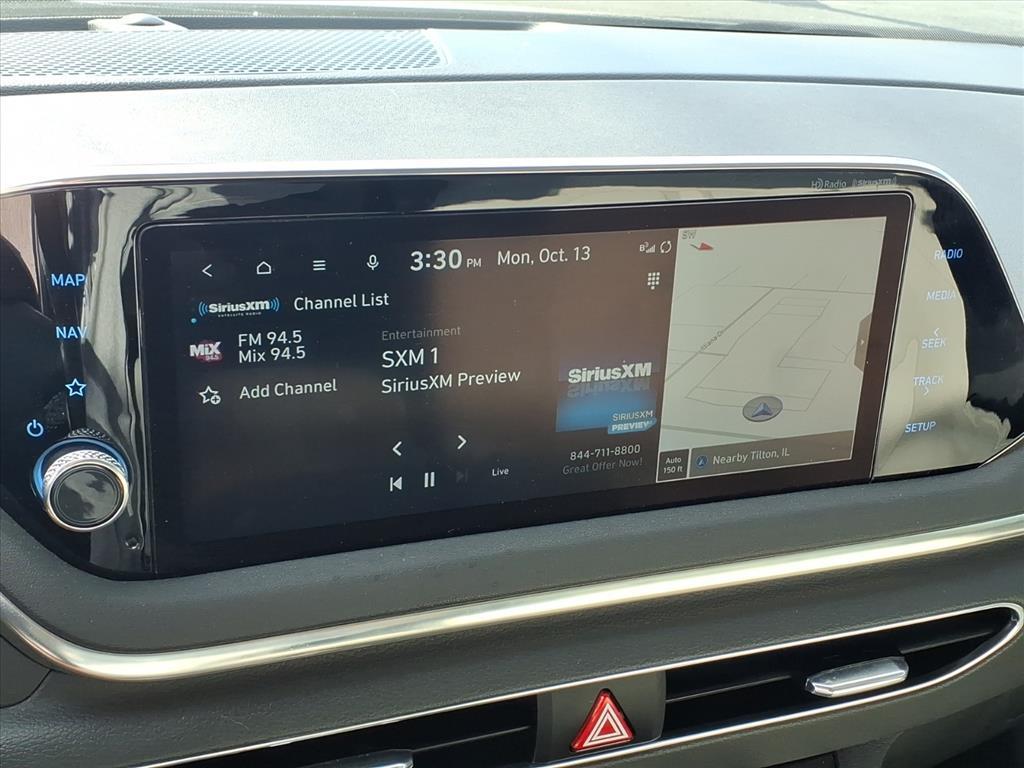 HD Radio SiriusXM
MAP
NAV
3:30 PM Mon, Oct. 13
SiriusXM
SATELLITE RADIO
Channel List
MiX
94.5
FM 94.5
Mix 94.5
Add Channel
Entertainment
SXM 1
SiriusXM Preview
Live
SiriusXM
SIRIUSXM
PREVIEW
844-711-8800
Great Offer Now!
SW
Auto
150 ft
Nearby Tilton, IL
RADIO
MEDIA
SEEK
TRACK
SETUP